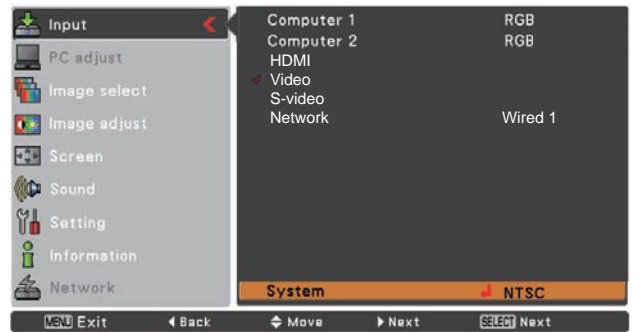 Input
PC adjust
Image select
Image adjust
Screen
Sound
Setting
Information
Network
Computer 1 RGB
Computer 2 RGB
HDMI
Video
S-video
Network Wired 1
System NTSC
MENU Exit Back Move Next SELECT Next